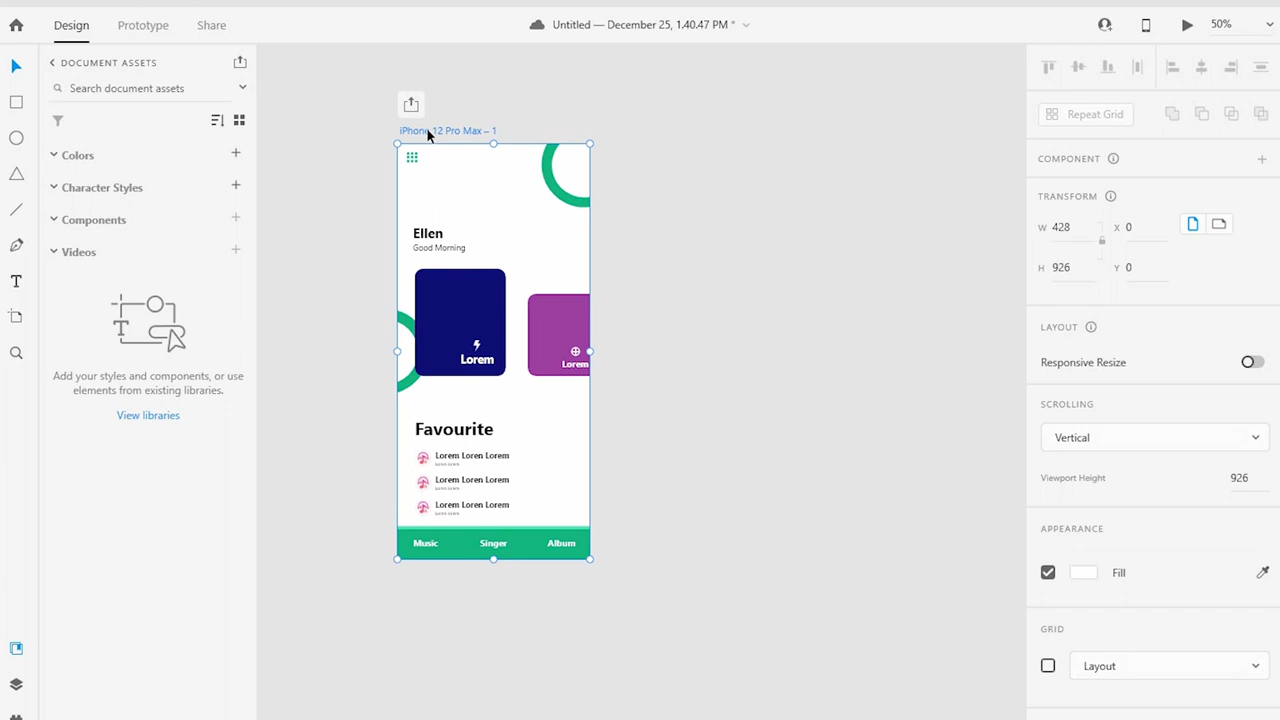 Design
Prototype
Share
Untitled — December 25, 1.40.47 PM *
50%
DOCUMENT ASSETS
Search document assets
Colors
Character Styles
Components
Videos
Add your styles and components, or use
elements from existing libraries.
View libraries
iPhone 12 Pro Max – 1
Ellen
Good Morning
Lorem
Lorem
Favourite
Lorem Loren Lorem
Lorem Loren Lorem
Lorem Loren Lorem
Music
Singer
Album
Repeat Grid
COMPONENT
TRANSFORM
W 428
X 0
H 926
Y 0
LAYOUT
Responsive Resize
SCROLLING
Vertical
Viewport Height
926
APPEARANCE
Fill
GRID
Layout